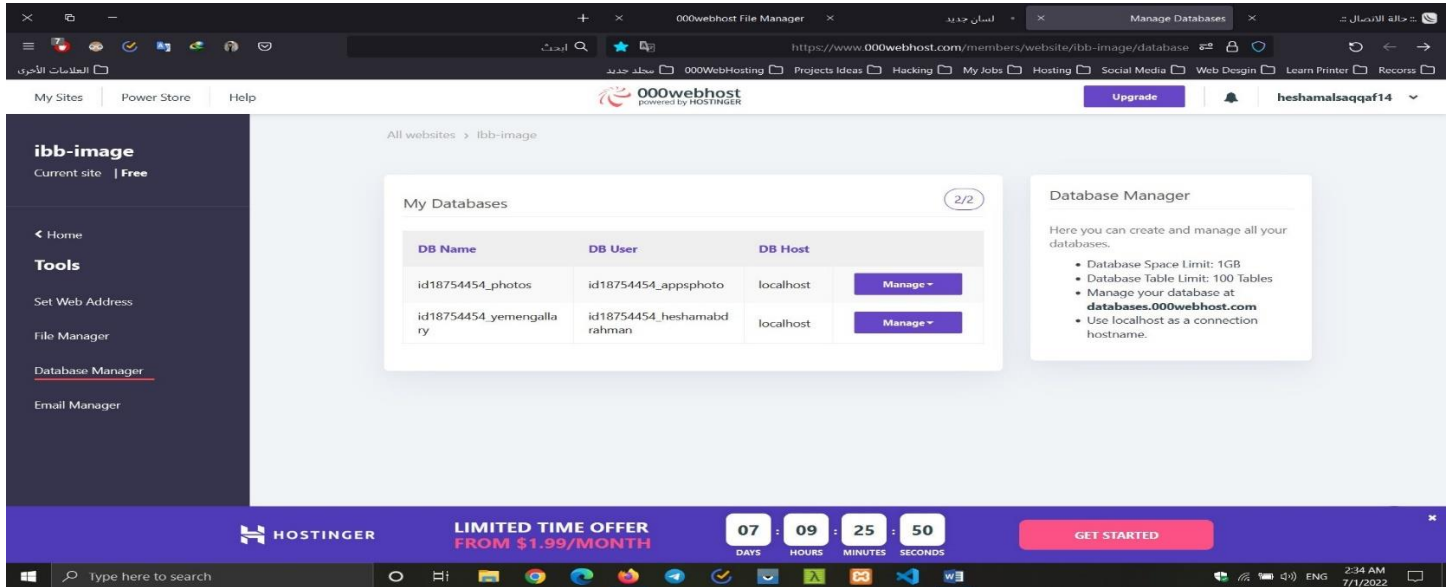 :: حالة الاتصال ::
Manage Databases
لسان جديد
000webhost File Manager
https://www.000webhost.com/members/website/ibb-image/database
ابحث
Recorss
Learn Printer
Web Desgin
Social Media
Hosting
My Jobs
Hacking
Projects Ideas
000WebHosting
مجلد جديد
العلامات الأخرى
My Sites
Power Store
Help
000webhost
powered by HOSTINGER
Upgrade
heshamalsaqqaf14
ibb-image
Current site | Free
< Home
Tools
Set Web Address
File Manager
Database Manager
Email Manager
All websites > Ibb-image
My Databases
2/2
DB Name DB User DB Host
id18754454_photos id18754454_appsphoto localhost Manage
id18754454_yemengalla id18754454_heshamabd localhost Manage
ry rahman
Database Manager
Here you can create and manage all your
databases.
• Database Space Limit: 1GB
• Database Table Limit: 100 Tables
• Manage your database at
databases.000webhost.com
• Use localhost as a connection
hostname.
HOSTINGER
LIMITED TIME OFFER
FROM $1.99/MONTH
07 : 09 : 25 : 50
DAYS HOURS MINUTES SECONDS
GET STARTED
Type here to search
ENG
2:34 AM
7/1/2022